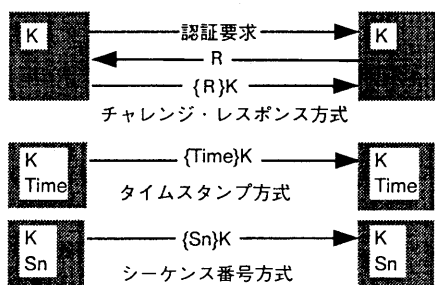 K 認証要求 K
R
{R}K
チャレンジ・レスポンス方式
K {Time}K K
Time タイムスタンプ方式 Time
K {Sn}K K
Sn シーケンス番号方式 Sn